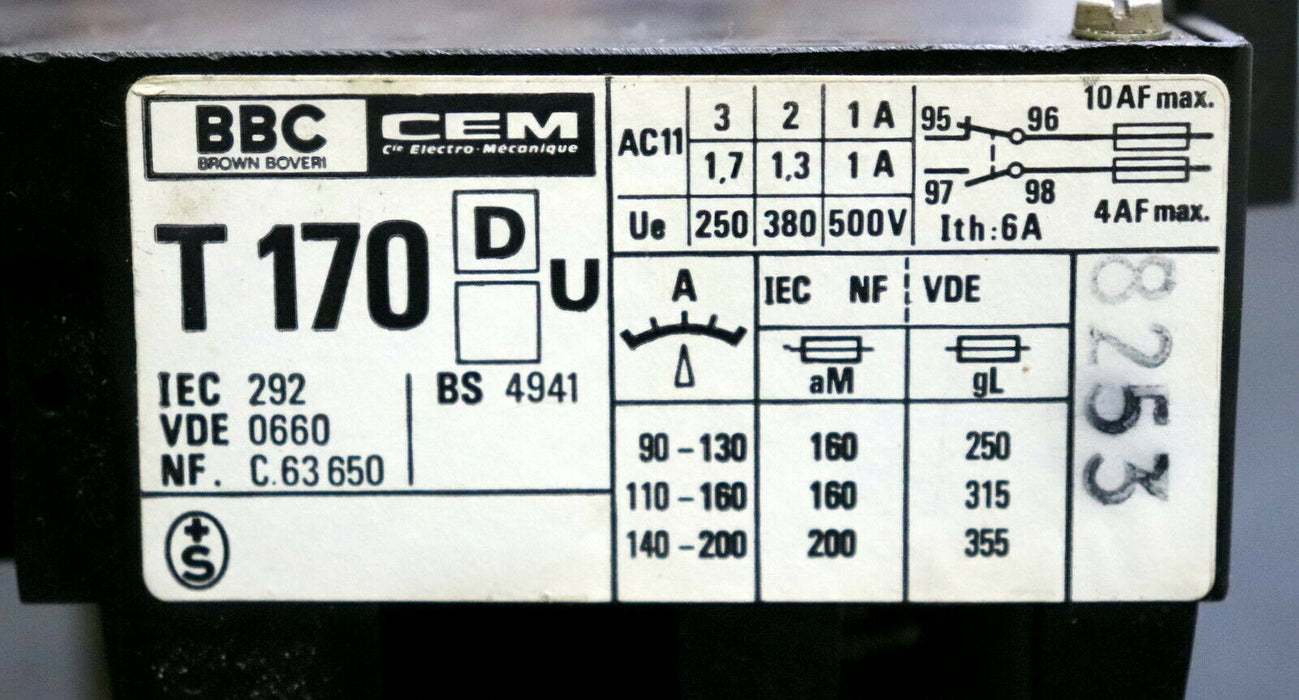 BBC
BROWN BOVERI
CEM
Cie Electro-Mécanique
T 170 D U
IEC 292
VDE 0660
NF. C.63 650
BS 4941
+
S
AC11 3 2 1 A
1,7 1,3 1 A
Ue 250 380 500V
10 AF max.
95 96
97 98
4 AF max.
Ith:6A
A IEC NF VDE
aM gL
90-130 160 250
110-160 160 315
140-200 200 355
8253